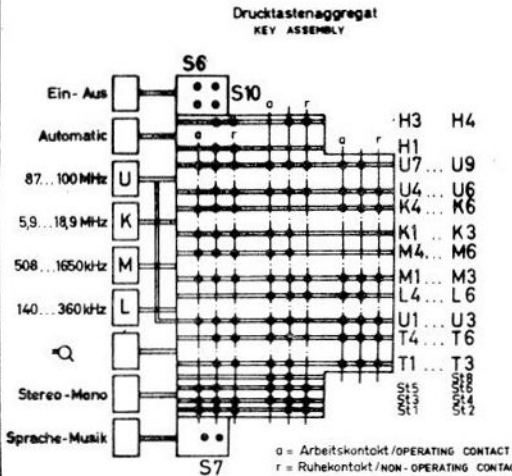 Drucktastenaggregat
KEY ASSEMBLY
S6
Ein-Aus
S10
a r
H3 H4
Automatic
a r
a r
H1
U7 ... U9
87...100MHz U
U4 ... U6
K4 ... K6
5,9...18,9MHz K
K1 ... K3
M4 ... M6
508...1650kHz M
M1 ... M3
L4 ... L6
140...360kHz L
U1 ... U3
T4 ... T6
T1 ... T3
St8
Stereo-Mono
St5 St6
St3 St4
St1 St2
Sprache-Musik
S7
a = Arbeitskontakt/OPERATING CONTACT
r = Ruhekontakt/NON-OPERATING CONTAC